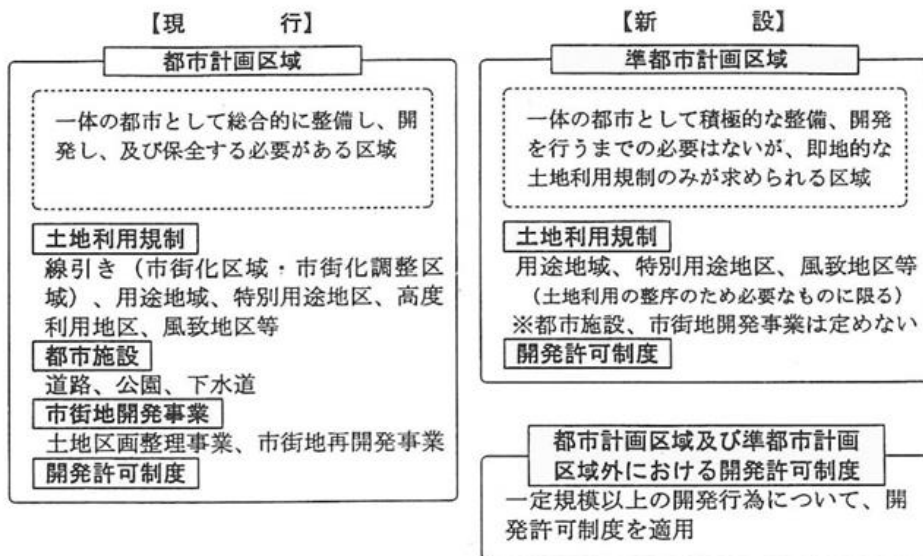 【現　　　行】
都市計画区域
一体の都市として総合的に整備し、開
発し、及び保全する必要がある区域
土地利用規制
線引き（市街化区域・市街化調整区
域）、用途地域、特別用途地区、高度
利用地区、風致地区等
都市施設
道路、公園、下水道
市街地開発事業
土地区画整理事業、市街地再開発事業
開発許可制度
【新　　　設】
準都市計画区域
一体の都市として積極的な整備、開発
を行うまでの必要はないが、即地的な
土地利用規制のみが求められる区域
土地利用規制
用途地域、特別用途地区、風致地区等
（土地利用の整序のため必要なものに限る）
※都市施設、市街地開発事業は定めない
開発許可制度
都市計画区域及び準都市計画
区域外における開発許可制度
一定規模以上の開発行為について、開
発許可制度を適用